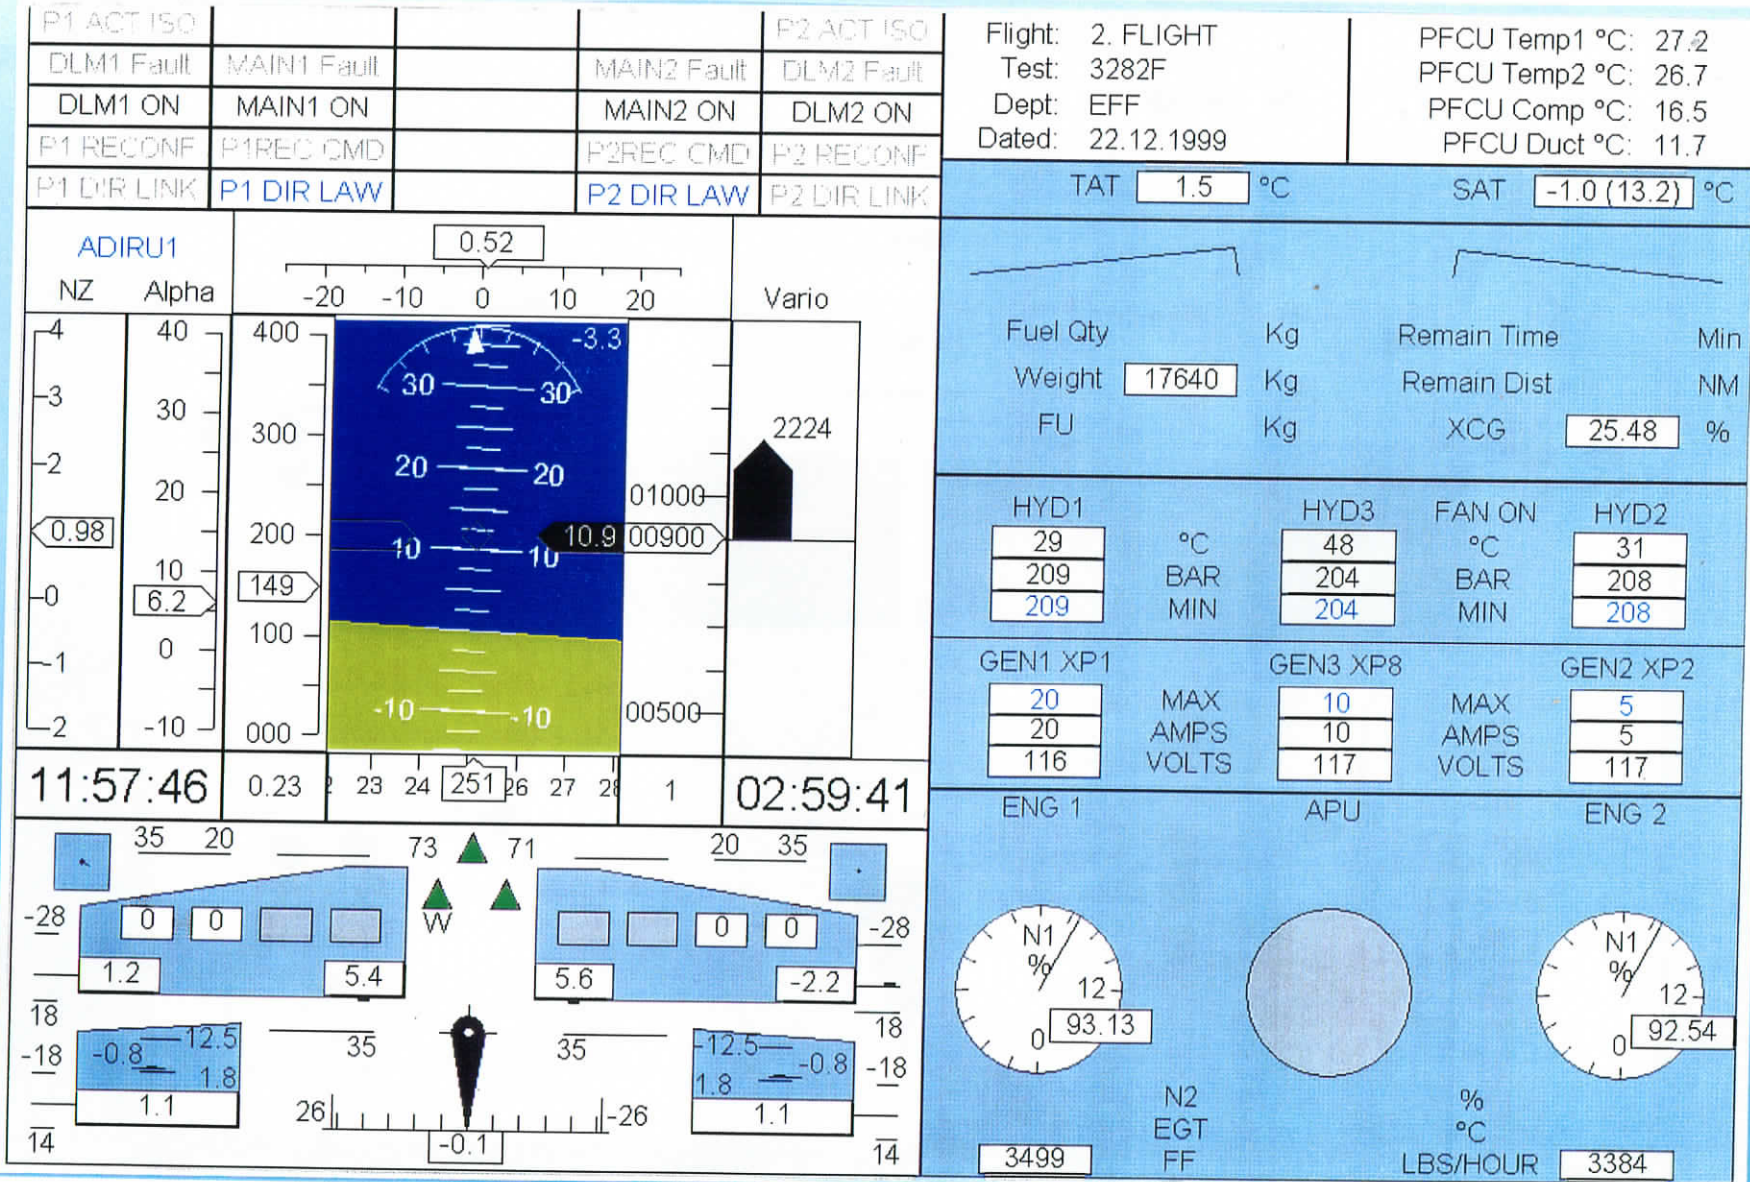 P1 ACT ISO P2 ACT ISO
DLM1 Fault MAIN1 Fault MAIN2 Fault DLM2 Fault
DLM1 ON MAIN1 ON MAIN2 ON DLM2 ON
P1 RECONF P1REC CMD P2REC CMD P2 RECONF
P1 DIR LINK P1 DIR LAW P2 DIR LAW P2 DIR LINK
Flight: 2. FLIGHT
Test: 3282F
Dept: EFF
Dated: 22.12.1999
PFCU Temp1 °C: 27.2
PFCU Temp2 °C: 26.7
PFCU Comp °C: 16.5
PFCU Duct °C: 11.7
TAT 1.5 °C SAT -1.0 (13.2) °C
ADIRU1
NZ Alpha
0.52
-20 -10 0 10 20
Vario
4
3
2
0.98
0
-1
-2
40
30
20
10
6.2
0
-10
400
300
200
149
100
000
-3.3
30 30
20 20
10 10
-10 -10
10.9 00900
01000
00500
2224
11:57:46 0.23 2 23 24 251 26 27 28 1 02:59:41
Fuel Qty Kg Remain Time Min
Weight 17640 Kg Remain Dist NM
FU Kg XCG 25.48 %
HYD1 HYD3 FAN ON HYD2
29 °C 48 °C 31
209 BAR 204 BAR 208
209 MIN 204 MIN 208
GEN1 XP1 GEN3 XP8 GEN2 XP2
20 MAX 10 MAX 5
20 AMPS 10 AMPS 5
116 VOLTS 117 VOLTS 117
ENG 1 APU ENG 2
N1 N1
% %
12 12
0 93.13 0 92.54
N2 %
EGT °C
3499 FF LBS/HOUR 3384
35 20 73 71 20 35
-28 0 0 W 0 0 -28
1.2 5.4 5.6 -2.2
18 18
-18 -0.8 -12.5 35 35 -12.5 -0.8 -18
1.8 1.8
1.1 26 -26 1.1
14 -0.1 14